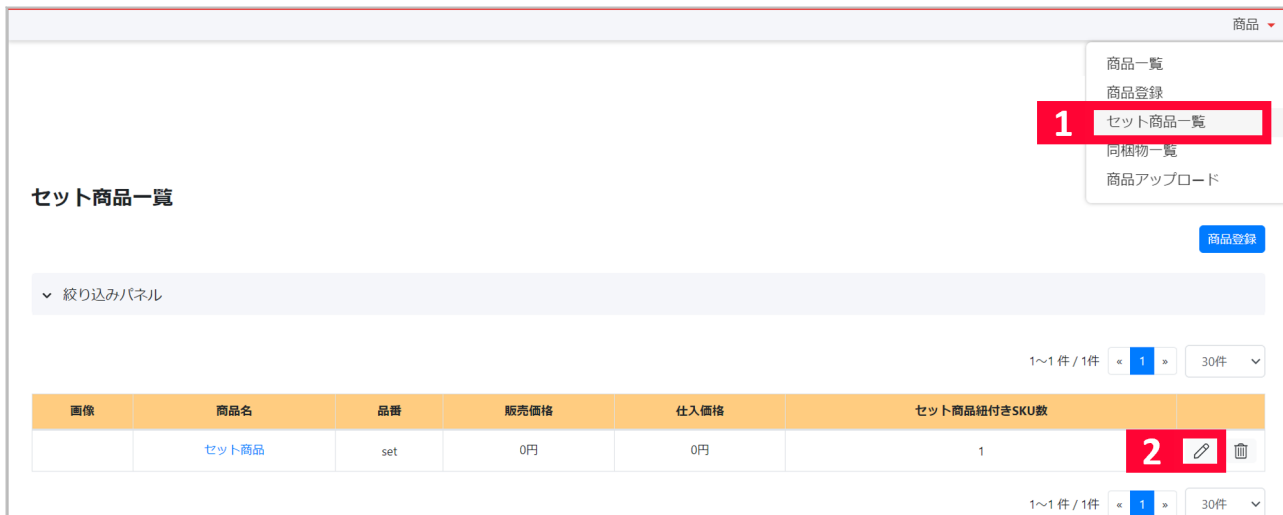 商品
商品一覧
商品登録
1 セット商品一覧
同梱物一覧
商品アップロード
セット商品一覧
商品登録
絞り込みパネル
1～1 件 / 1件 « 1 » 30件
画像 商品名 品番 販売価格 仕入価格 セット商品紐付きSKU数
セット商品 set 0円 0円 1 2
1～1 件 / 1件 « 1 » 30件